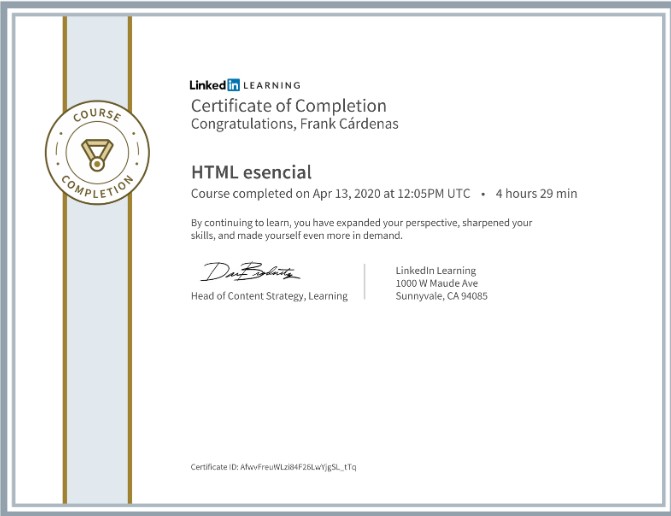 COURSE
COMPLETION
Linked in LEARNING
Certificate of Completion
Congratulations, Frank Cárdenas
HTML esencial
Course completed on Apr 13, 2020 at 12:05PM UTC • 4 hours 29 min
By continuing to learn, you have expanded your perspective, sharpened your
skills, and made yourself even more in demand.
Head of Content Strategy, Learning
LinkedIn Learning
1000 W Maude Ave
Sunnyvale, CA 94085
Certificate ID: